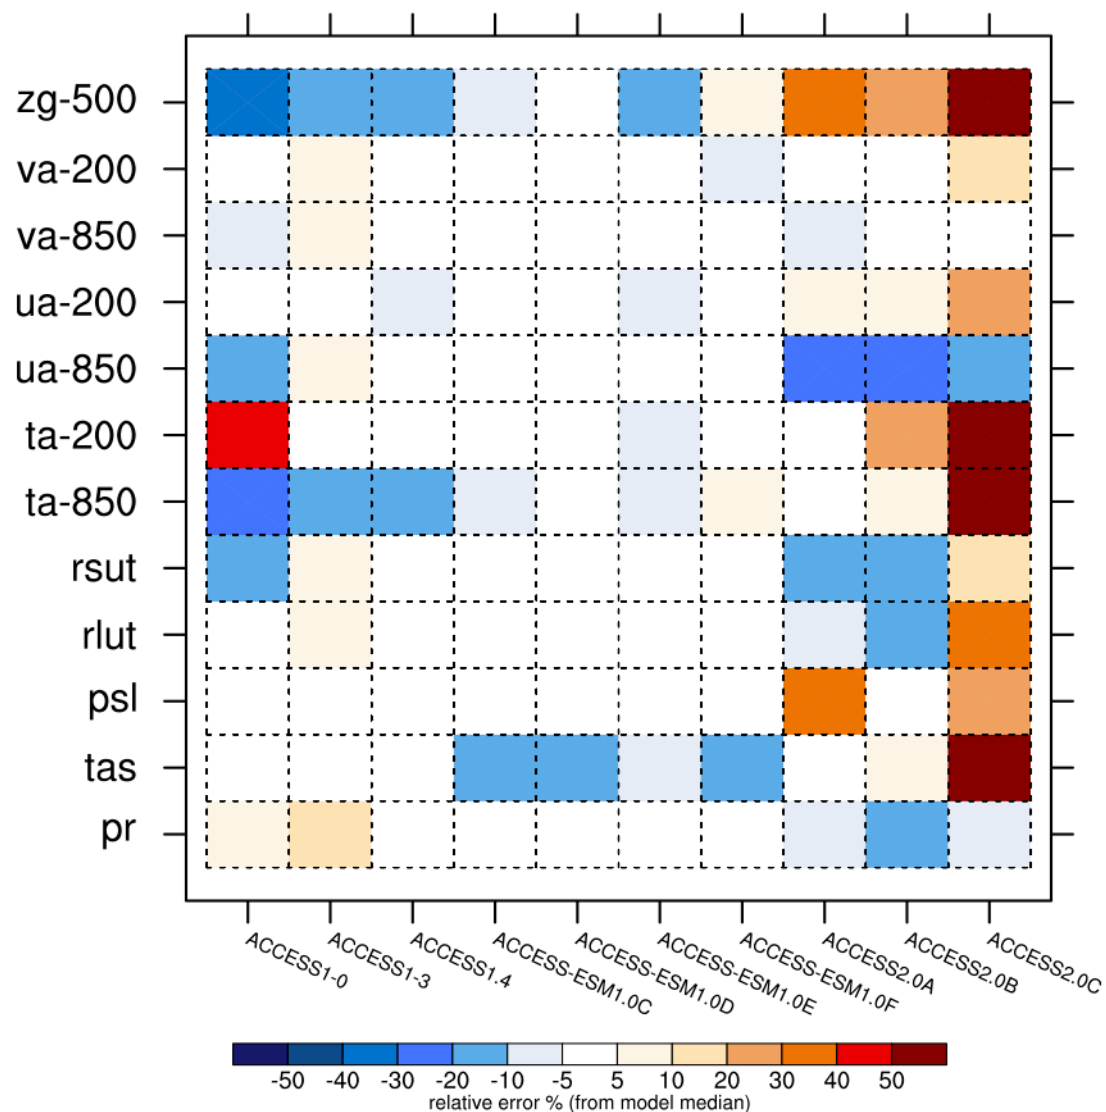 zg-500
va-200
va-850
ua-200
ua-850
ta-200
ta-850
rsut
rlut
psl
tas
pr
ACCESS1-0
ACCESS1-3
ACCESS1.4
ACCESS-ESM1.0C
ACCESS-ESM1.0D
ACCESS-ESM1.0E
ACCESS-ESM1.0F
ACCESS2.0A
ACCESS2.0B
ACCESS2.0C
-50 -40 -30 -20 -10 -5 5 10 20 30 40 50
relative error % (from model median)